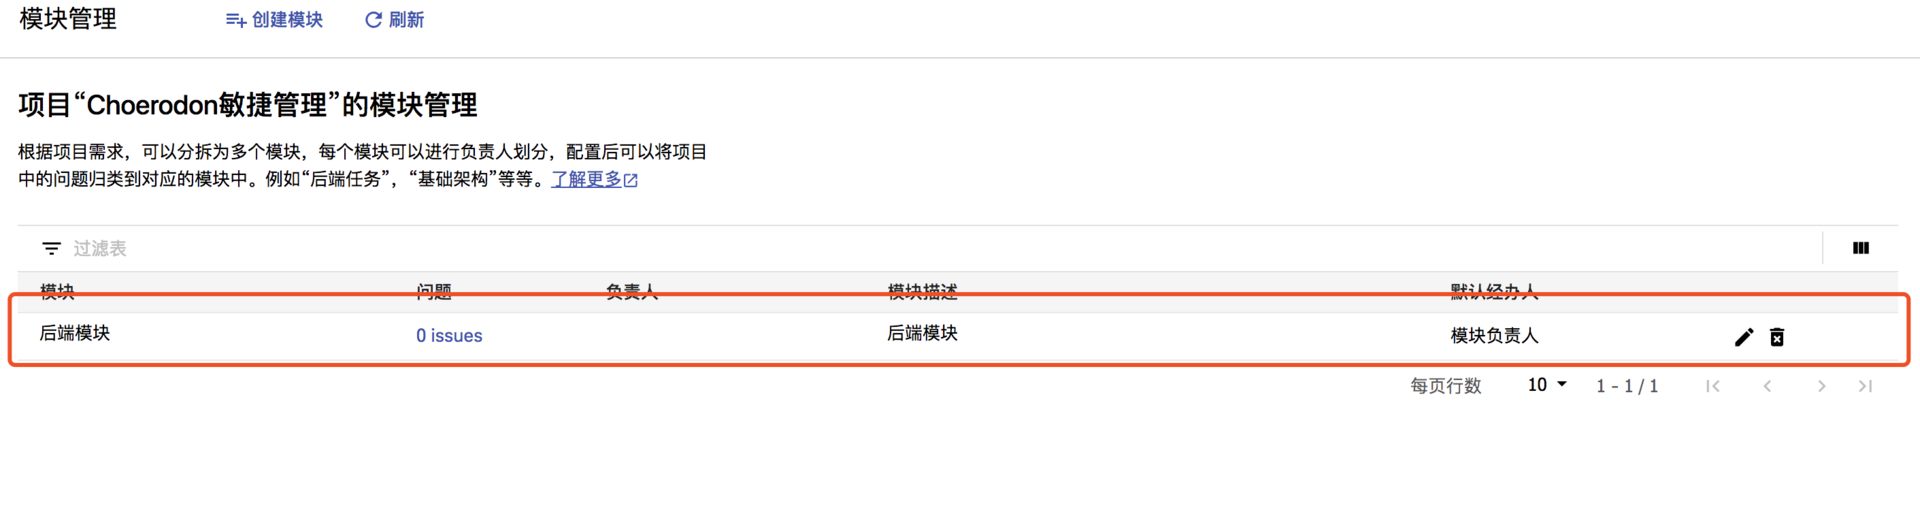 模块管理 创建模块 刷新
项目“Choerodon敏捷管理”的模块管理
根据项目需求，可以分拆为多个模块，每个模块可以进行负责人划分，配置后可以将项目
中的问题归类到对应的模块中。例如“后端任务”，“基础架构”等等。了解更多
过滤表
模块 问题 负责人 模块描述 默认经办人
后端模块 0 issues 后端模块 模块负责人
每页行数 10 1 - 1 / 1